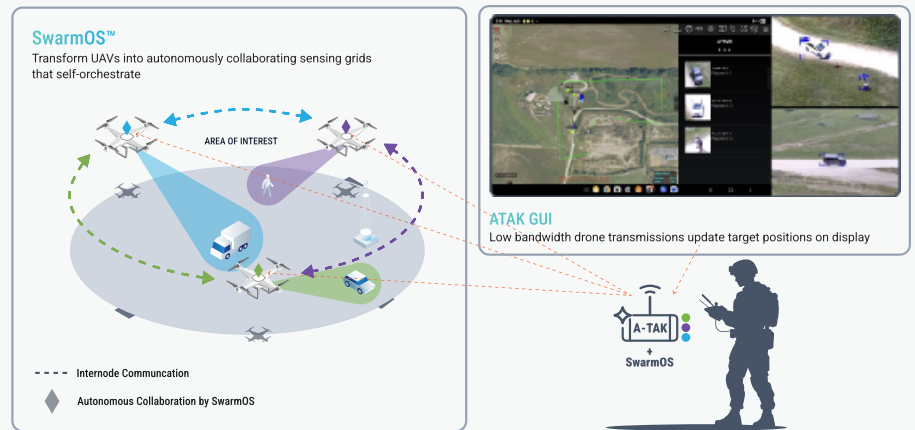 SwarmOS™
Transform UAVs into autonomously collaborating sensing grids
that self-orchestrate
AREA OF INTEREST
Internode Communcation
Autonomous Collaboration by SwarmOS
ATAK GUI
Low bandwidth drone transmissions update target positions on display
A-TAK
+
SwarmOS